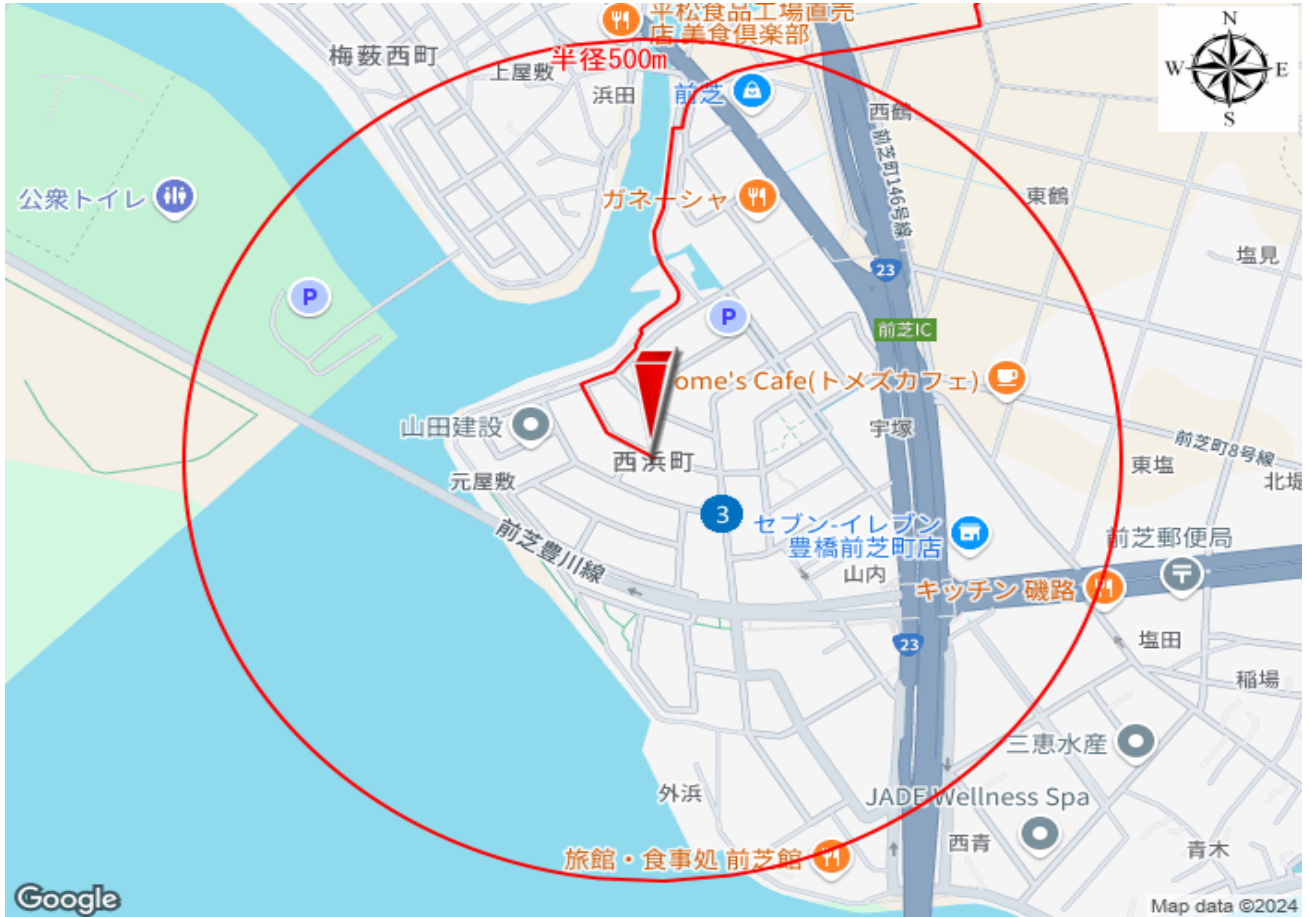 平松食品工場直売
店 美食倶楽部
N
W E
S
梅薮西町
半径500m
上屋敷
浜田
前芝
西鶴
前芝町146号線
公衆トイレ
ガネーシャ
東鶴
塩見
23
P
P
前芝IC
ome's Cafe(トメズカフェ)
山田建設
宇塚
前芝町8号線
西浜町
東塩
元屋敷
北堤
3
セブン-イレブン
豊橋前芝町店
前芝豊川線
前芝郵便局
山内
キッチン 磯路
23
塩田
稲場
三恵水産
外浜
JADE Wellness Spa
西青
青木
旅館・食事処 前芝館
Google
Map data ©2024